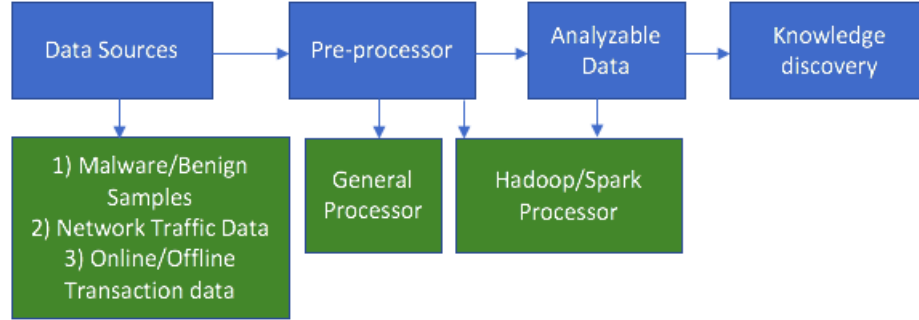 Data Sources
Pre-processor
Analyzable
Data
Knowledge
discovery
1) Malware/Benign
Samples
2) Network Traffic Data
3) Online/Offline
Transaction data
General
Processor
Hadoop/Spark
Processor